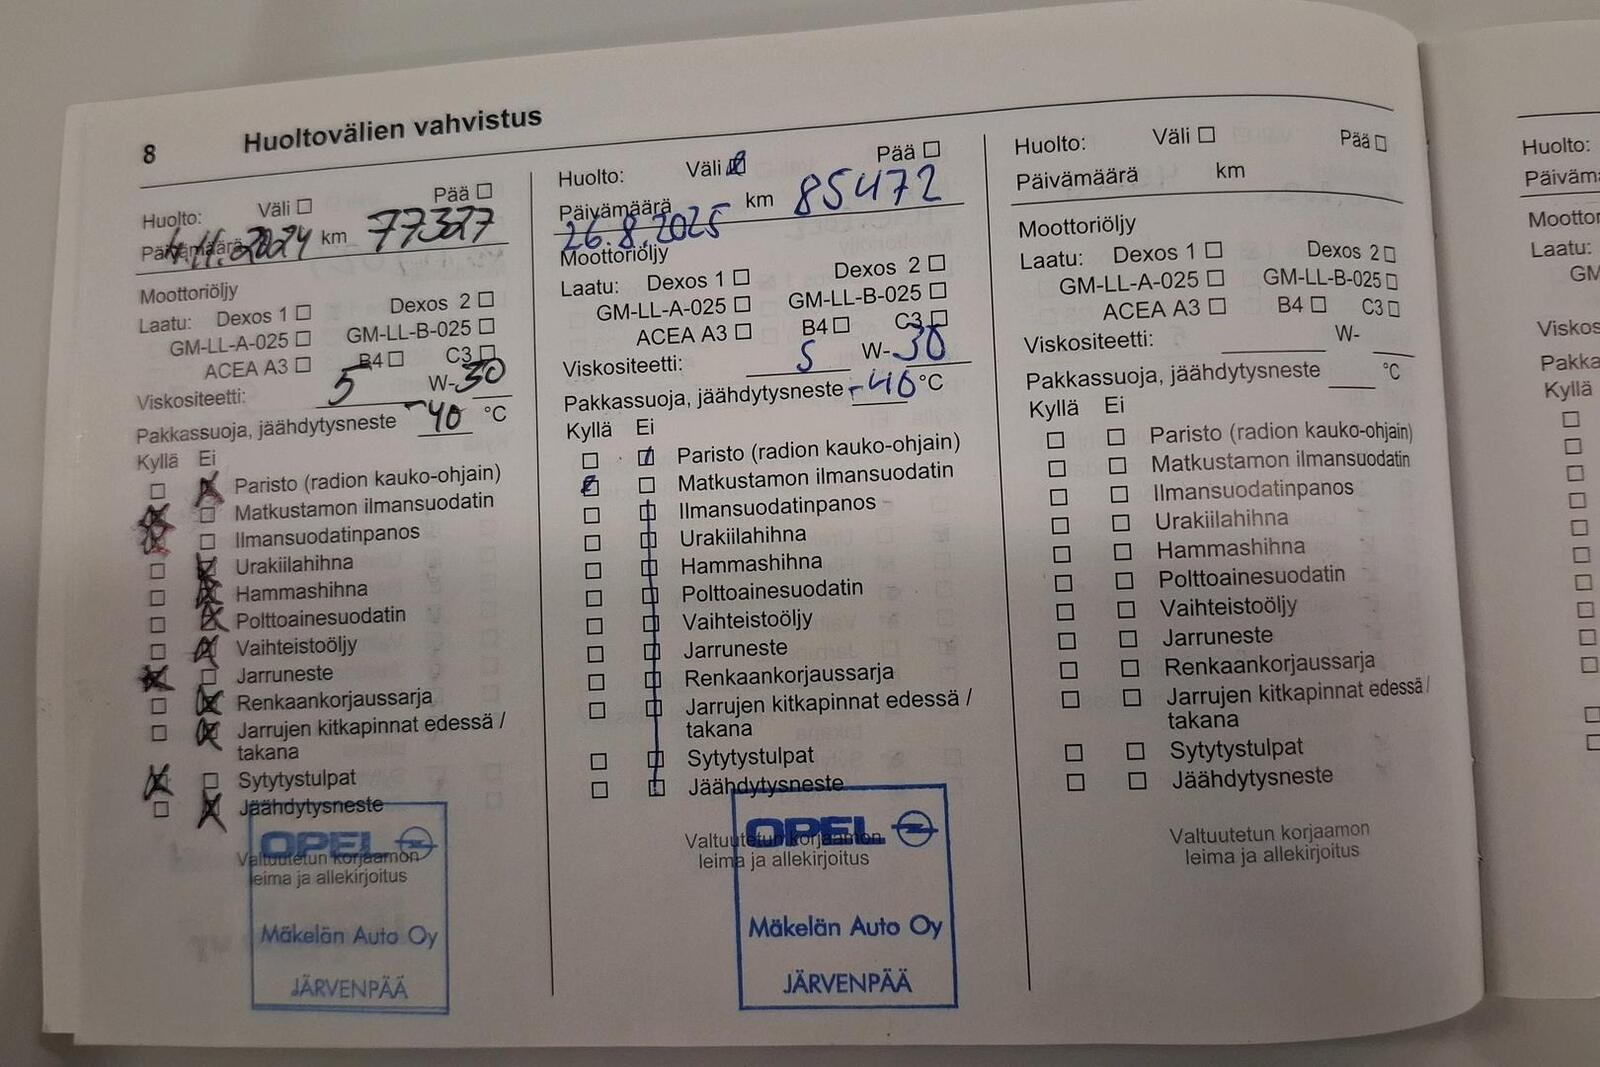 8
Huoltovälien vahvistus
Huolto: Väli Pää
Päivämäärä 4.11.2024 km 77327
Moottoriöljy
Laatu: Dexos 1 Dexos 2
GM-LL-A-025 GM-LL-B-025
ACEA A3 B4 C3
Viskositeetti: 5 W-30
Pakkassuoja, jäähdytysneste -40 °C
Kyllä Ei
Paristo (radion kauko-ohjain)
Matkustamon ilmansuodatin
Ilmansuodatinpanos
Urakiilahihna
Hammashihna
Polttoainesuodatin
Vaihteistoöljy
Jarruneste
Renkaankorjaussarja
Jarrujen kitkapinnat edessä /
takana
Sytytystulpat
Jäähdytysneste
OPEL
Valtuutetun korjaamon
leima ja allekirjoitus
Mäkelän Auto Oy
JÄRVENPÄÄ
Huolto: Väli Pää
Päivämäärä km 85472
26.8.2025
Moottoriöljy
Laatu: Dexos 1 Dexos 2
GM-LL-A-025 GM-LL-B-025
ACEA A3 B4 C3
Viskositeetti: 5 W-30
Pakkassuoja, jäähdytysneste -40 °C
Kyllä Ei
Paristo (radion kauko-ohjain)
Matkustamon ilmansuodatin
Ilmansuodatinpanos
Urakiilahihna
Hammashihna
Polttoainesuodatin
Vaihteistoöljy
Jarruneste
Renkaankorjaussarja
Jarrujen kitkapinnat edessä /
takana
Sytytystulpat
Jäähdytysneste
OPEL
Valtuutetun korjaamon
leima ja allekirjoitus
Mäkelän Auto Oy
JÄRVENPÄÄ
Huolto: Väli Pää
Päivämäärä km
Moottoriöljy
Laatu: Dexos 1 Dexos 2
GM-LL-A-025 GM-LL-B-025
ACEA A3 B4 C3
Viskositeetti: W-
Pakkassuoja, jäähdytysneste °C
Kyllä Ei
Paristo (radion kauko-ohjain)
Matkustamon ilmansuodatin
Ilmansuodatinpanos
Urakiilahihna
Hammashihna
Polttoainesuodatin
Vaihteistoöljy
Jarruneste
Renkaankorjaussarja
Jarrujen kitkapinnat edessä /
takana
Sytytystulpat
Jäähdytysneste
Valtuutetun korjaamon
leima ja allekirjoitus
Huolto:
Laatu:
Kyllä